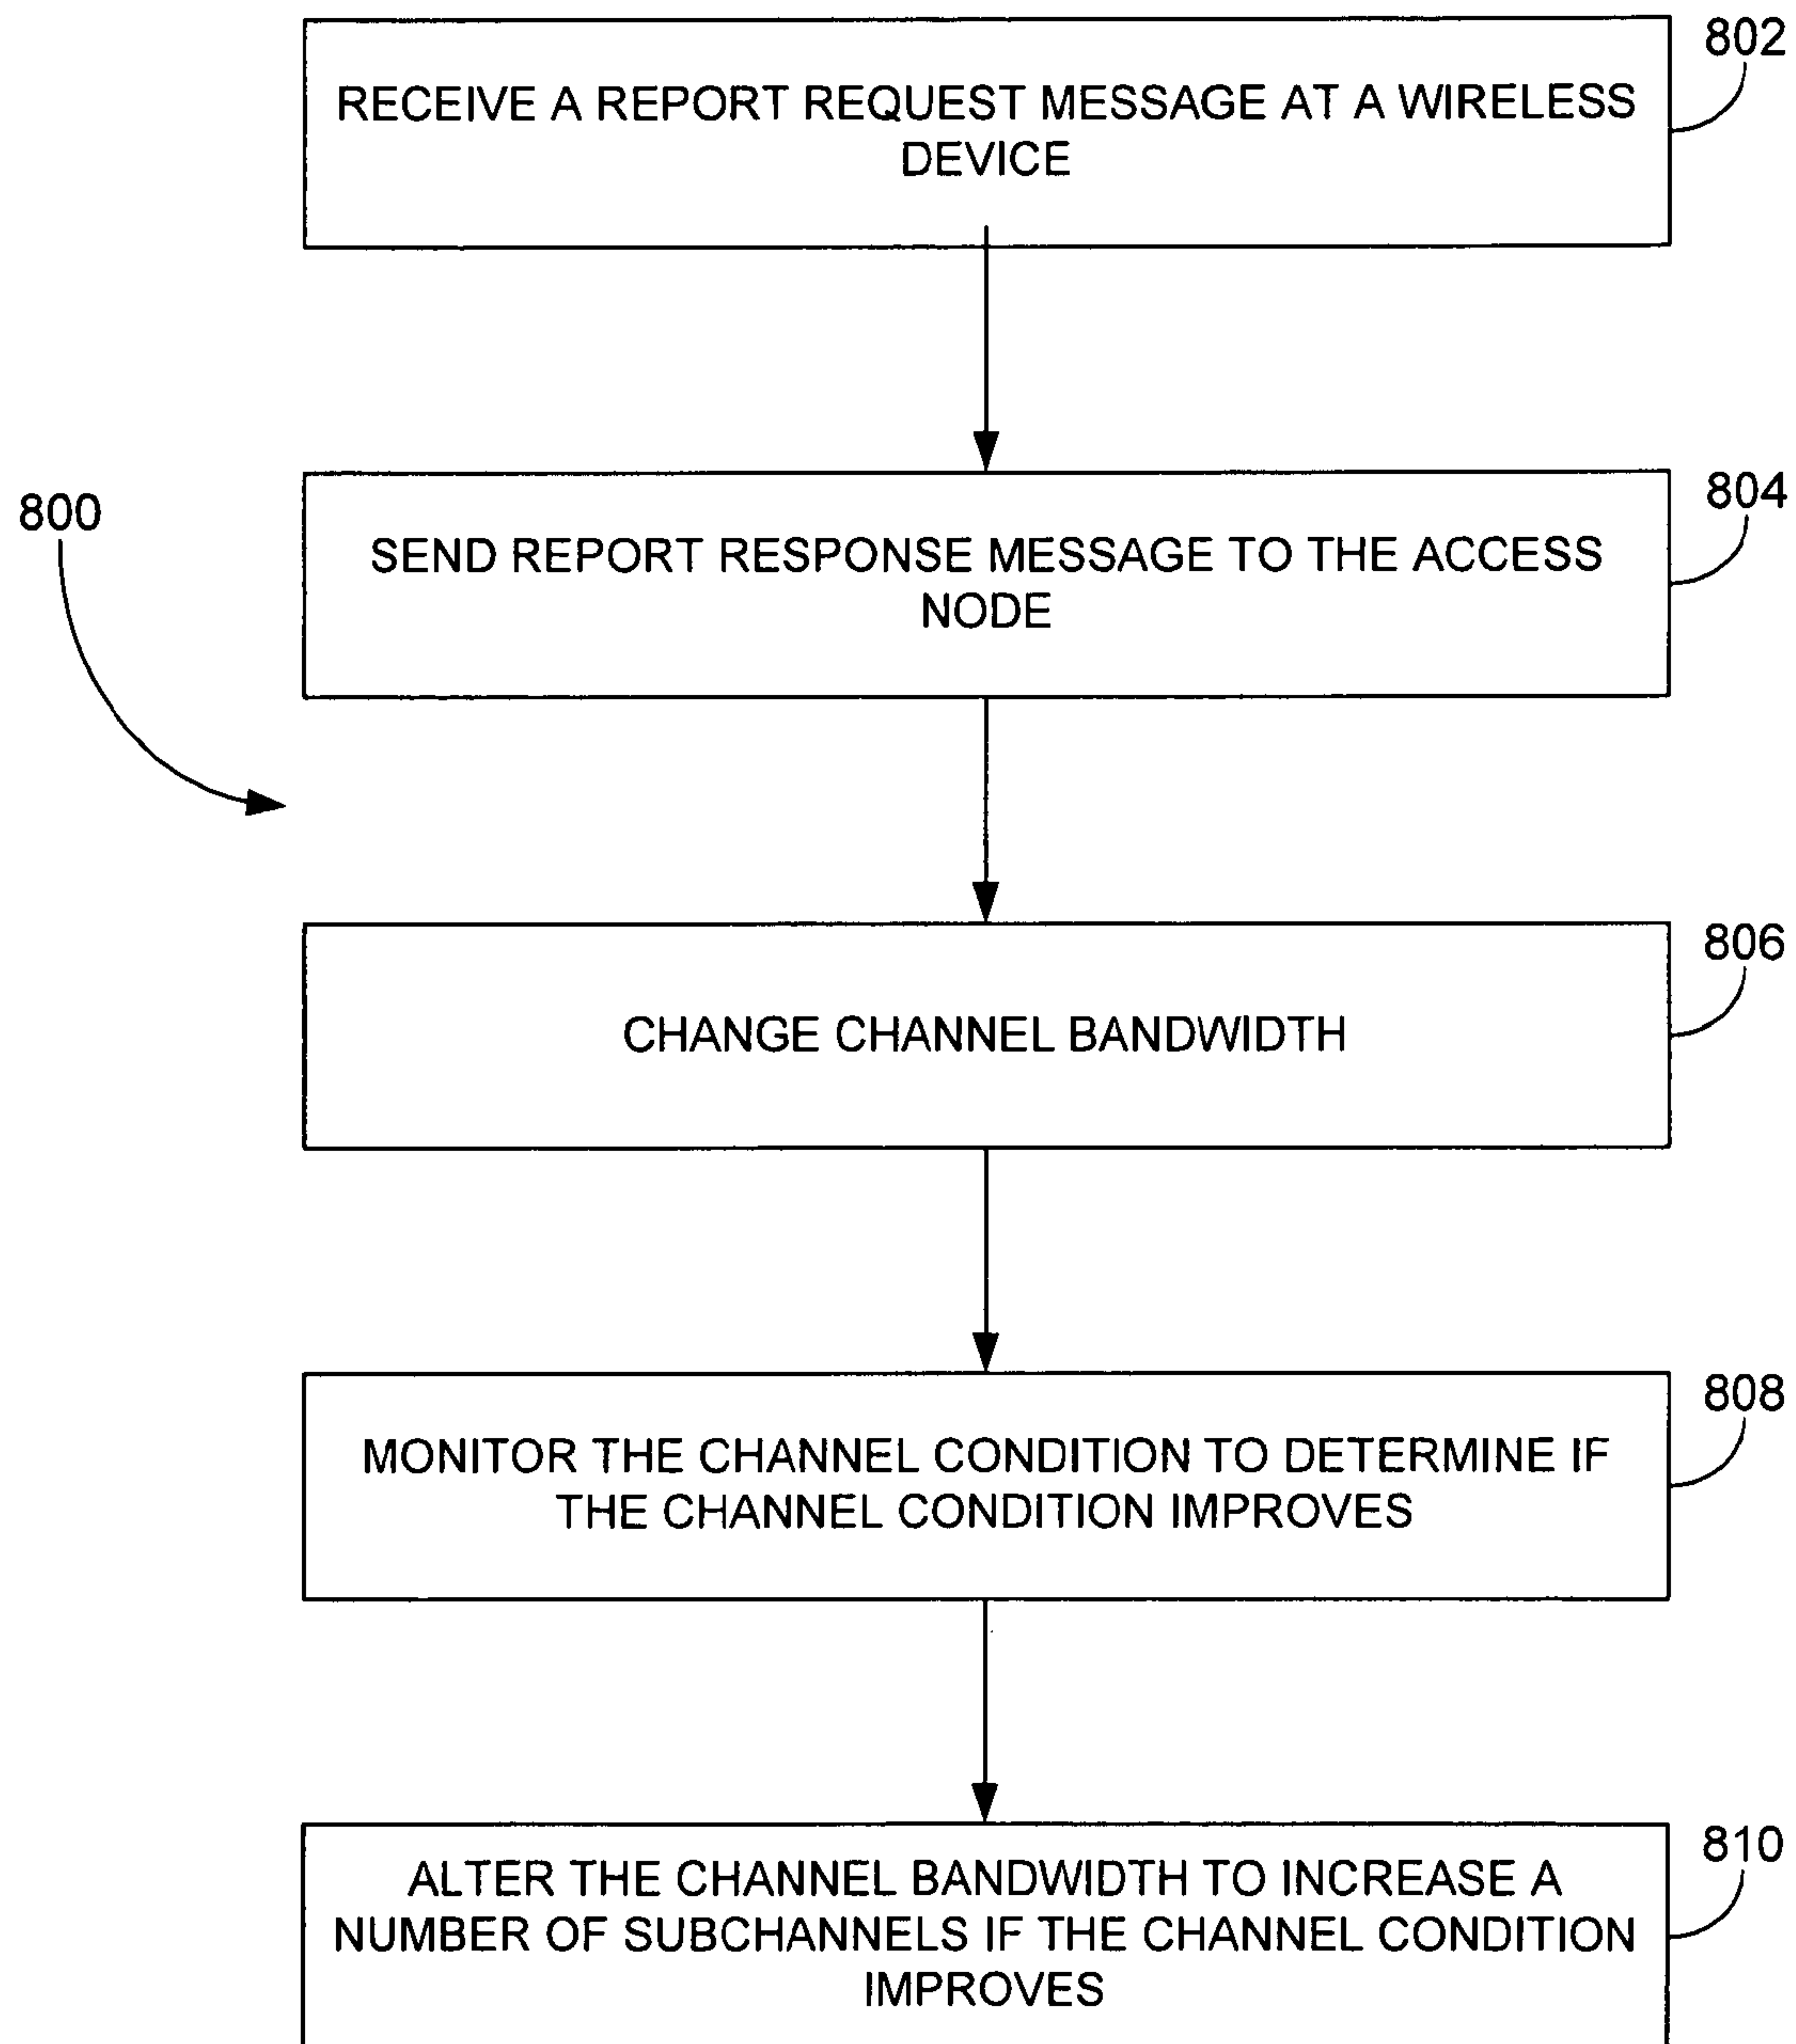 802
RECEIVE A REPORT REQUEST MESSAGE AT A WIRELESS
DEVICE
800
804
SEND REPORT RESPONSE MESSAGE TO THE ACCESS
NODE
806
CHANGE CHANNEL BANDWIDTH
808
MONITOR THE CHANNEL CONDITION TO DETERMINE IF
THE CHANNEL CONDITION IMPROVES
810
ALTER THE CHANNEL BANDWIDTH TO INCREASE A
NUMBER OF SUBCHANNELS IF THE CHANNEL CONDITION
IMPROVES